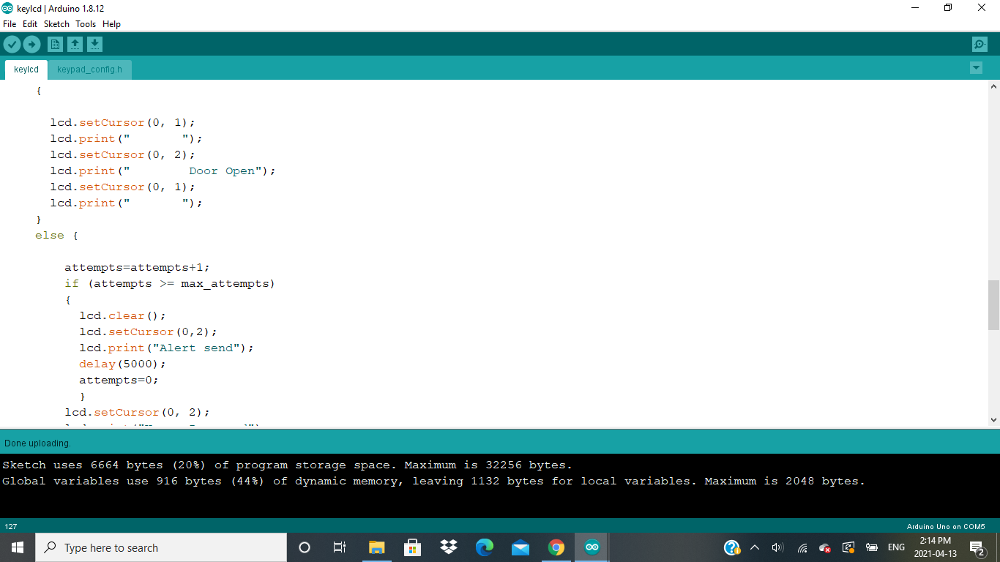 keylcd | Arduino 1.8.12
File Edit Sketch Tools Help
keylcd keypad_config.h
{
lcd.setCursor(0, 1);
lcd.print("       ");
lcd.setCursor(0, 2);
lcd.print("        Door Open");
lcd.setCursor(0, 1);
lcd.print("       ");
}
else {
attempts=attempts+1;
if (attempts >= max_attempts)
{
lcd.clear();
lcd.setCursor(0,2);
lcd.print("Alert send");
delay(5000);
attempts=0;
}
lcd.setCursor(0, 2);
Done uploading.
Sketch uses 6664 bytes (20%) of program storage space. Maximum is 32256 bytes.
Global variables use 916 bytes (44%) of dynamic memory, leaving 1132 bytes for local variables. Maximum is 2048 bytes.
127 Arduino Uno on COM5
Type here to search
ENG
2:14 PM
2021-04-13
2